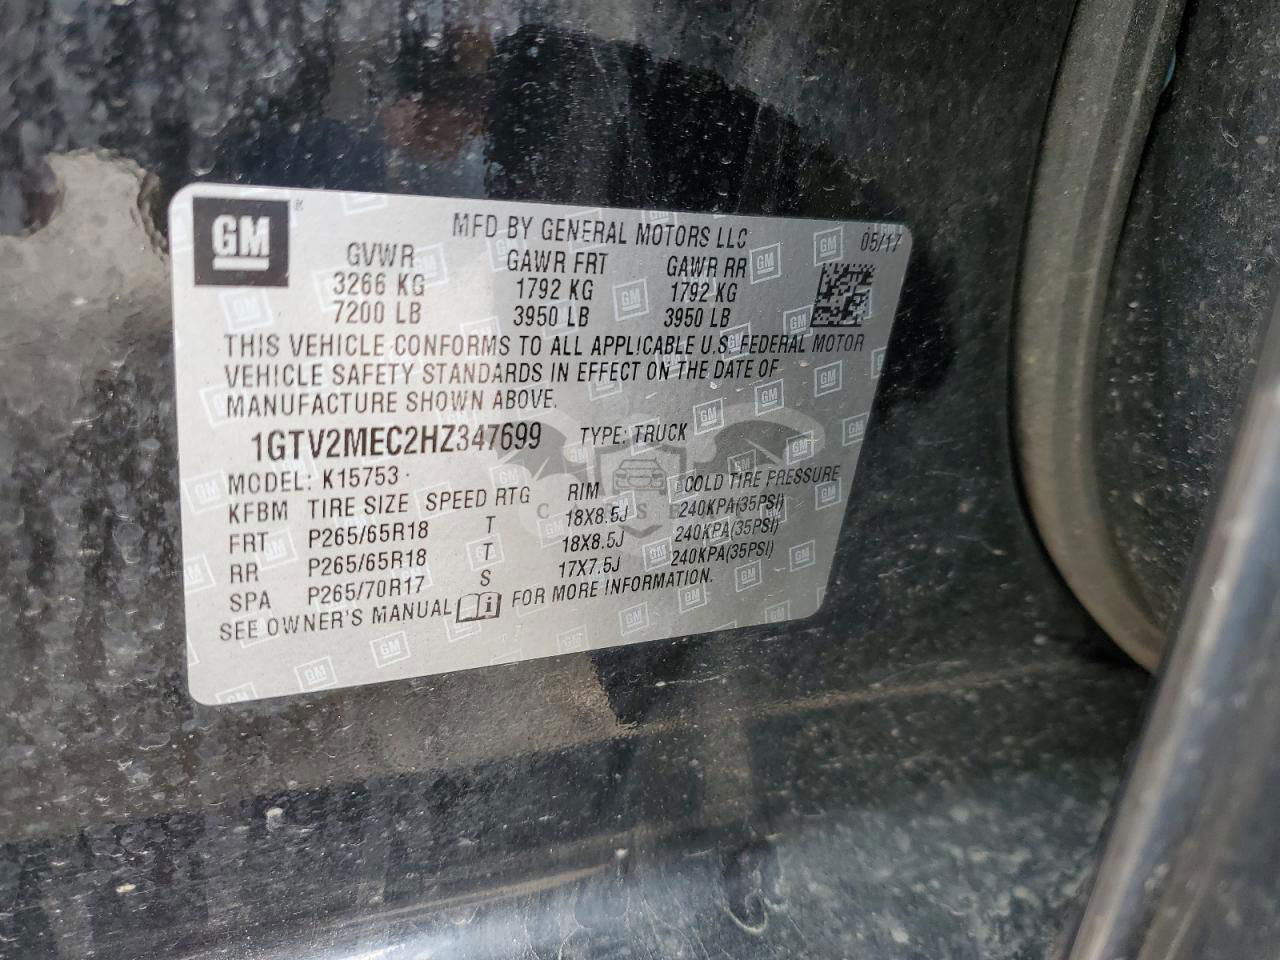 GM
MFD BY GENERAL MOTORS LLC
05/17
GVWR GAWR FRT GAWR RR
3266 KG 1792 KG 1792 KG
7200 LB 3950 LB 3950 LB
THIS VEHICLE CONFORMS TO ALL APPLICABLE U.S. FEDERAL MOTOR
VEHICLE SAFETY STANDARDS IN EFFECT ON THE DATE OF
MANUFACTURE SHOWN ABOVE.
1GTV2MEC2HZ347699 TYPE: TRUCK
MODEL: K15753
KFBM TIRE SIZE SPEED RTG RIM COLD TIRE PRESSURE
FRT P265/65R18 T 18X8.5J 240KPA(35PSI)
RR P265/65R18 T 18X8.5J 240KPA(35PSI)
SPA P265/70R17 S 17X7.5J 240KPA(35PSI)
SEE OWNER'S MANUAL FOR MORE INFORMATION.